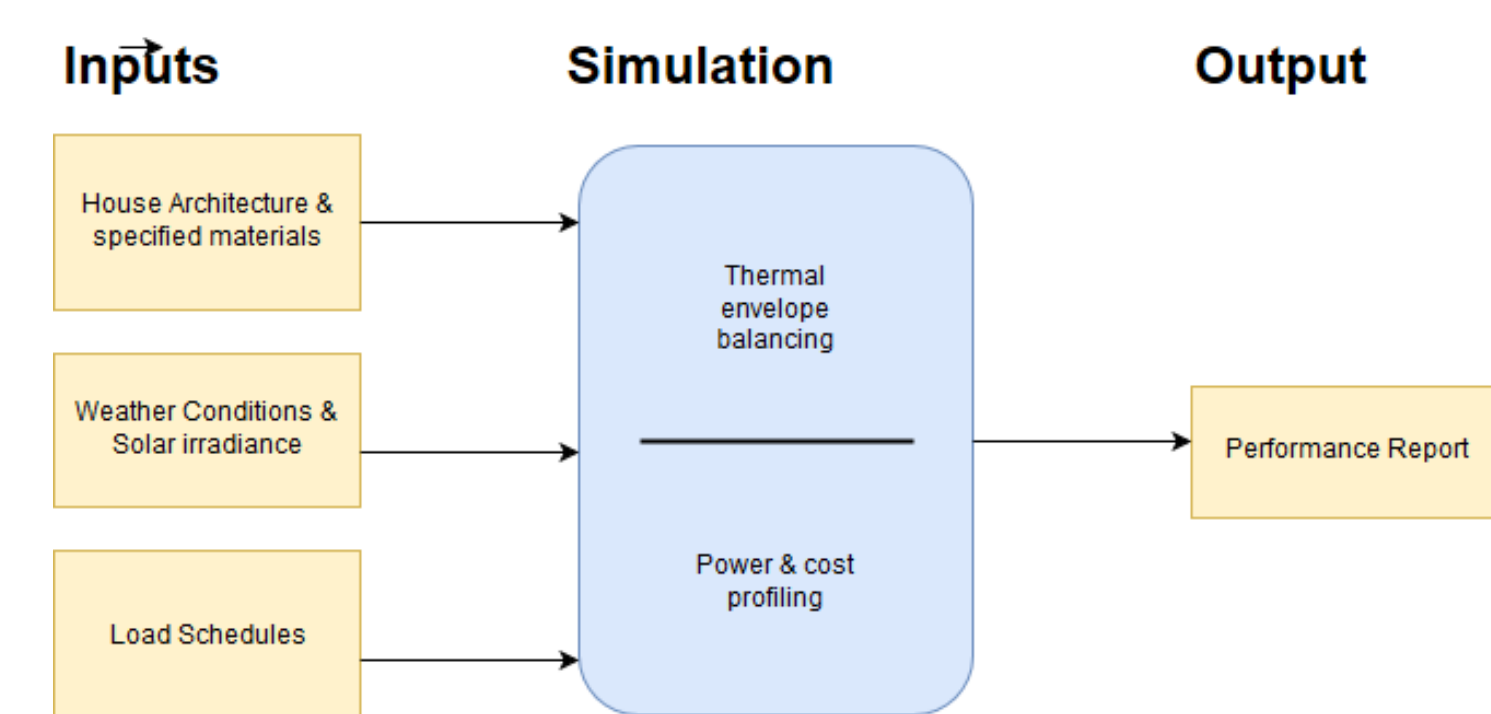 Inputs
Simulation
Output
House Architecture &
specified materials
Weather Conditions &
Solar irradiance
Load Schedules
Thermal
envelope
balancing
Power & cost
profiling
Performance Report